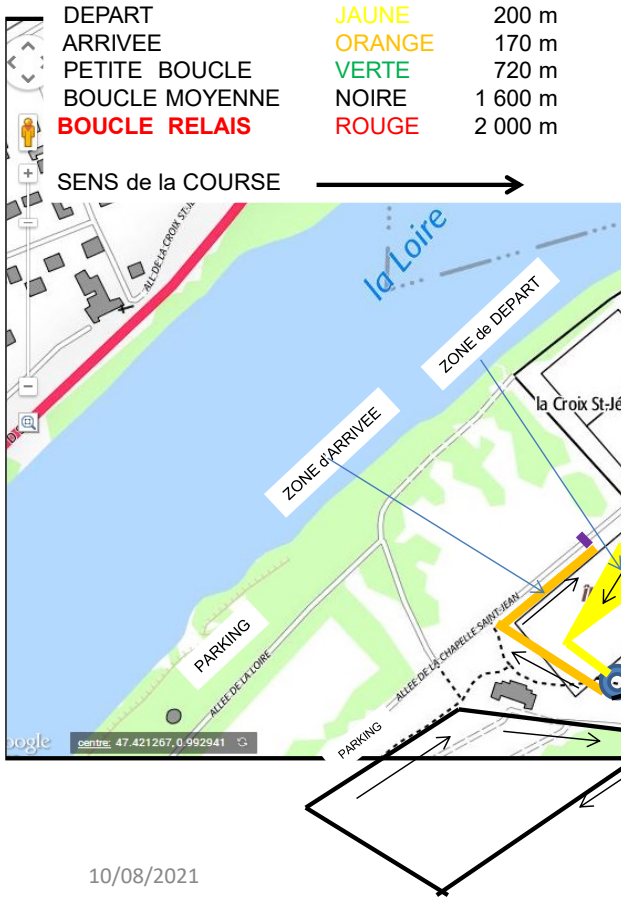 DEPART JAUNE 200 m
ARRIVEE ORANGE 170 m
PETITE BOUCLE VERTE 720 m
BOUCLE MOYENNE NOIRE 1 600 m
BOUCLE RELAIS ROUGE 2 000 m
SENS de la COURSE
la Loire
ZONE de DEPART
la Croix St-Jé
ZONE d'ARRIVEE
PARKING
ALLEE DE LA LOIRE
ALLEE DE LA CHAPELLE SAINT-JEAN
centre: 47.421267,0.992941
PARKING
10/08/2021